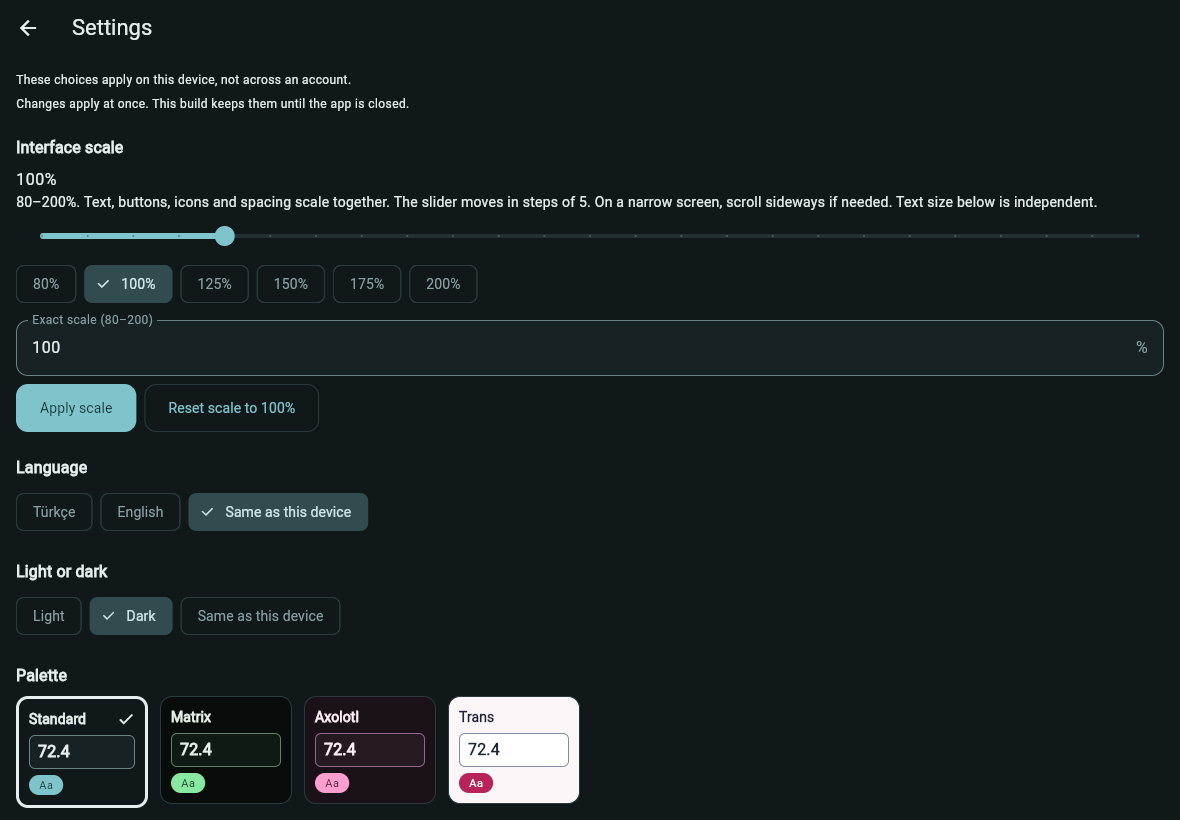 Settings
These choices apply on this device, not across an account.
Changes apply at once. This build keeps them until the app is closed.
Interface scale
100%
80–200%. Text, buttons, icons and spacing scale together. The slider moves in steps of 5. On a narrow screen, scroll sideways if needed. Text size below is independent.
80% 100% 125% 150% 175% 200%
Exact scale (80–200)
100 %
Apply scale Reset scale to 100%
Language
Türkçe English Same as this device
Light or dark
Light Dark Same as this device
Palette
Standard Matrix Axolotl Trans
72.4 72.4 72.4 72.4
Aa Aa Aa Aa